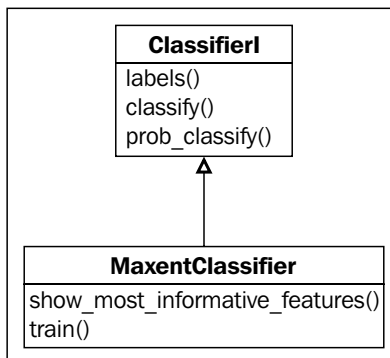 ClassifierI
labels()
classify()
prob_classify()
MaxentClassifier
show_most_informative_features()
train()